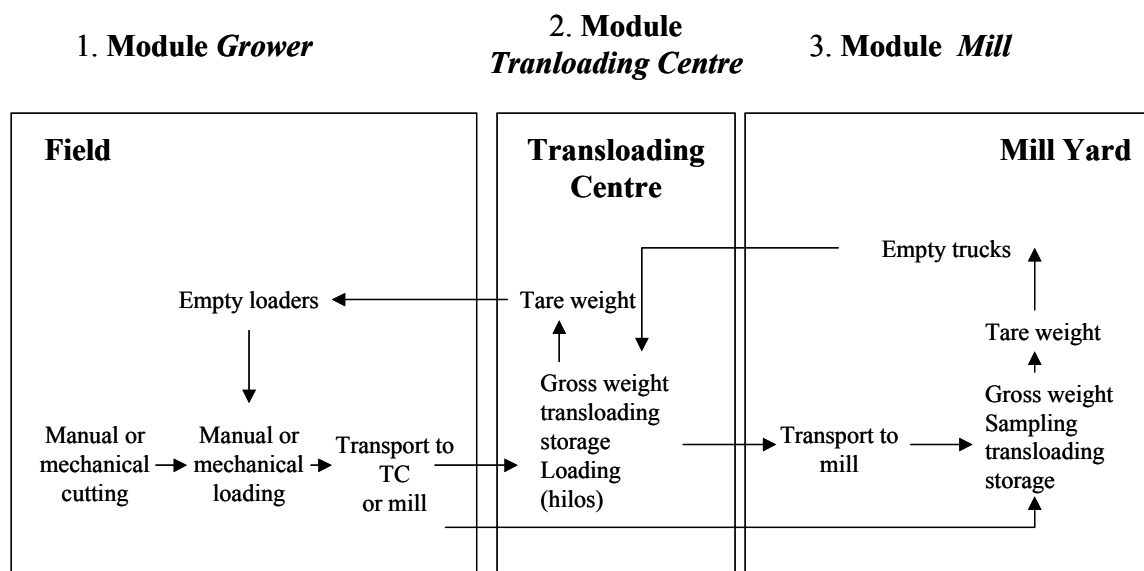 1. Module Grower
2. Module
Tranloading Centre
3. Module Mill
Field
Transloading
Centre
Mill Yard
Empty loaders
Manual or
mechanical
cutting
Manual or
mechanical
loading
Transport to
TC
or mill
Tare weight
Gross weight
transloading
storage
Loading
(hilos)
Empty trucks
Tare weight
Transport to
mill
Gross weight
Sampling
transloading
storage